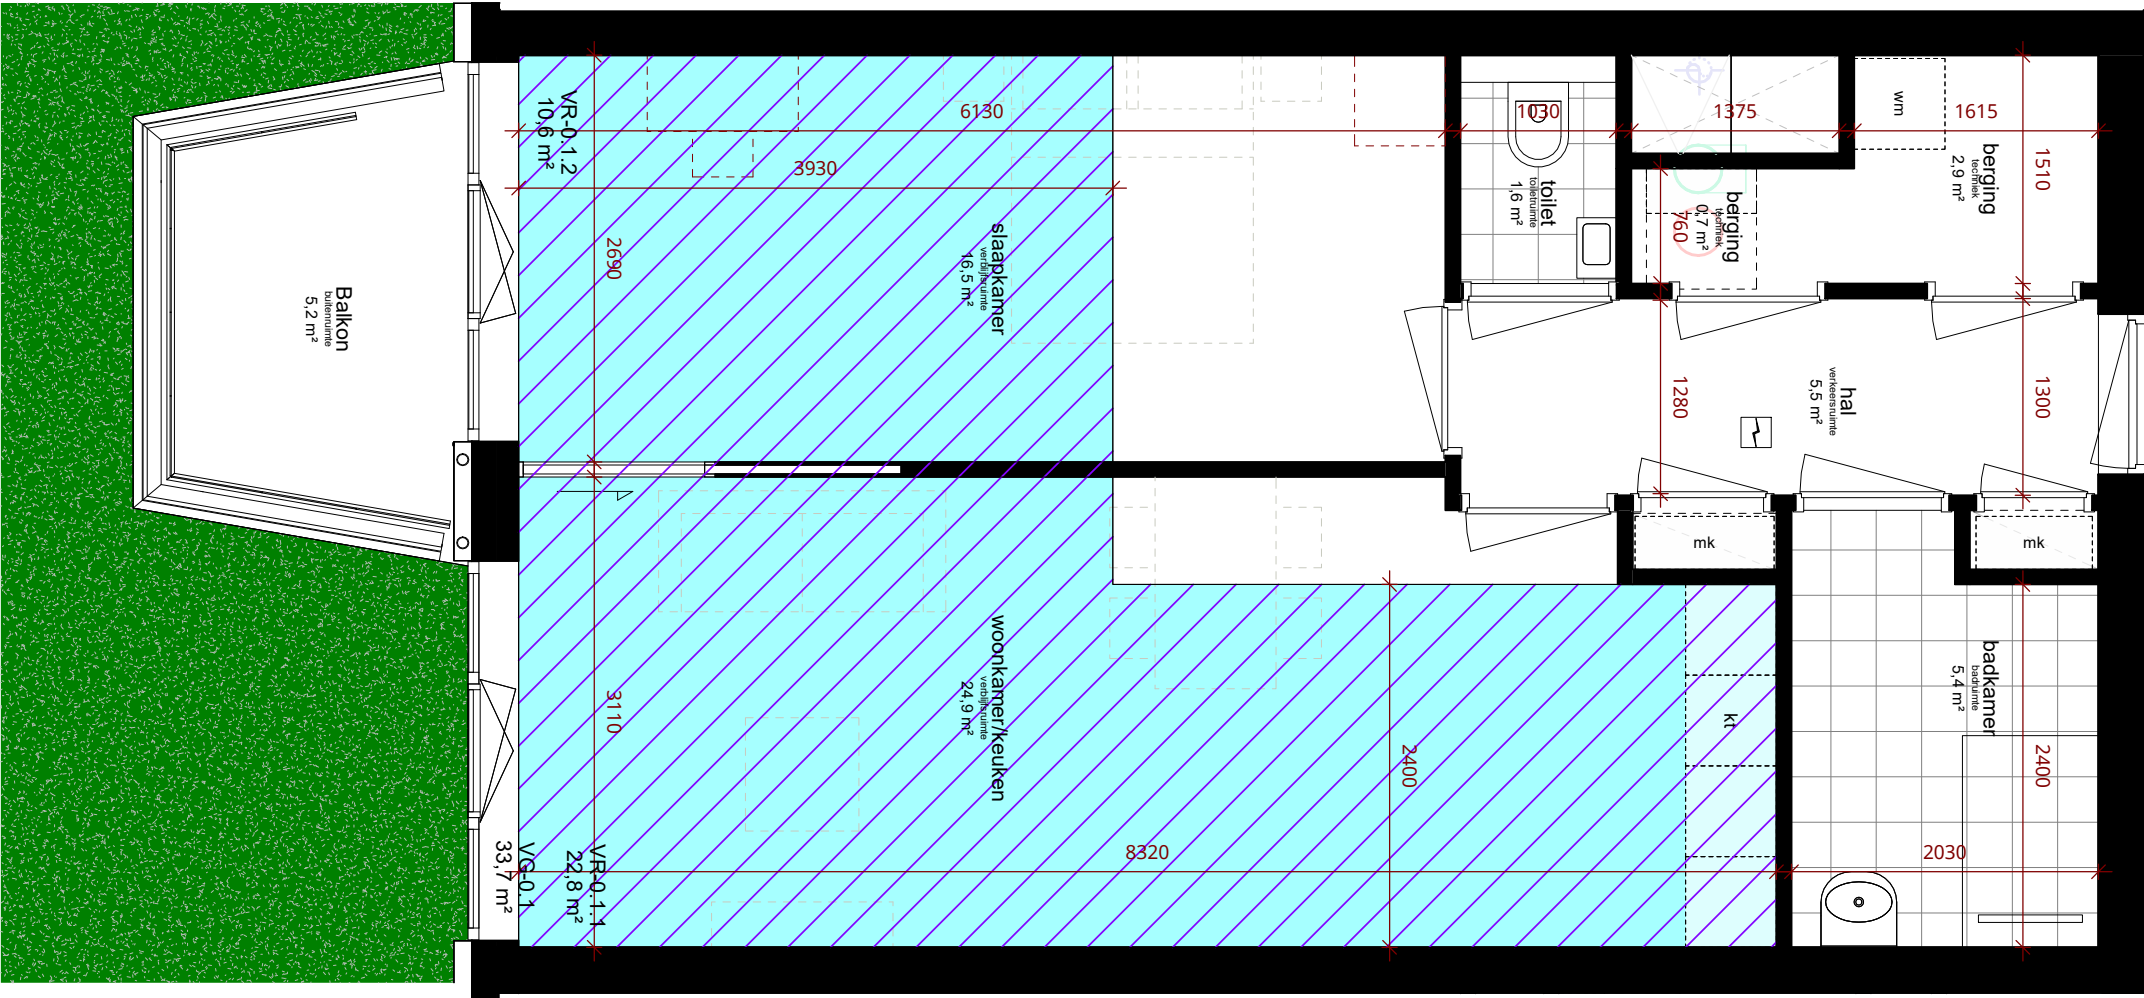 VR-0.1.2
10,6 m²
6130
3930
2690
slaapkamer
verblijfsruimte
16,5 m²
1030
toilet
toiletruimte
1,6 m²
1375
wm
1615
berging
techniek
2,9 m²
1510
berging
techniek
0,7 m²
760
Balkon
buitenruimte
5,2 m²
hal
verkeersruimte
5,5 m²
1280
1300
mk
mk
woonkamer/keuken
verblijfsruimte
24,9 m²
3110
2400
kt
badkamer
badruimte
5,4 m²
2400
8320
2030
VR-0.1.1
22,8 m²
VG-0.1
33,7 m²